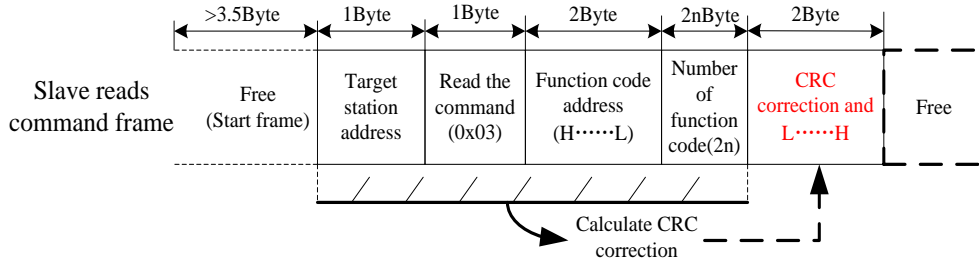 >3.5Byte
1Byte
1Byte
2Byte
2nByte
2Byte
Slave reads
command frame
Free
(Start frame)
Target
station
address
Read the
command
(0x03)
Function code
address
(H······L)
Number
of
function
code(2n)
CRC
correction and
L······H
Free
Calculate CRC
correction